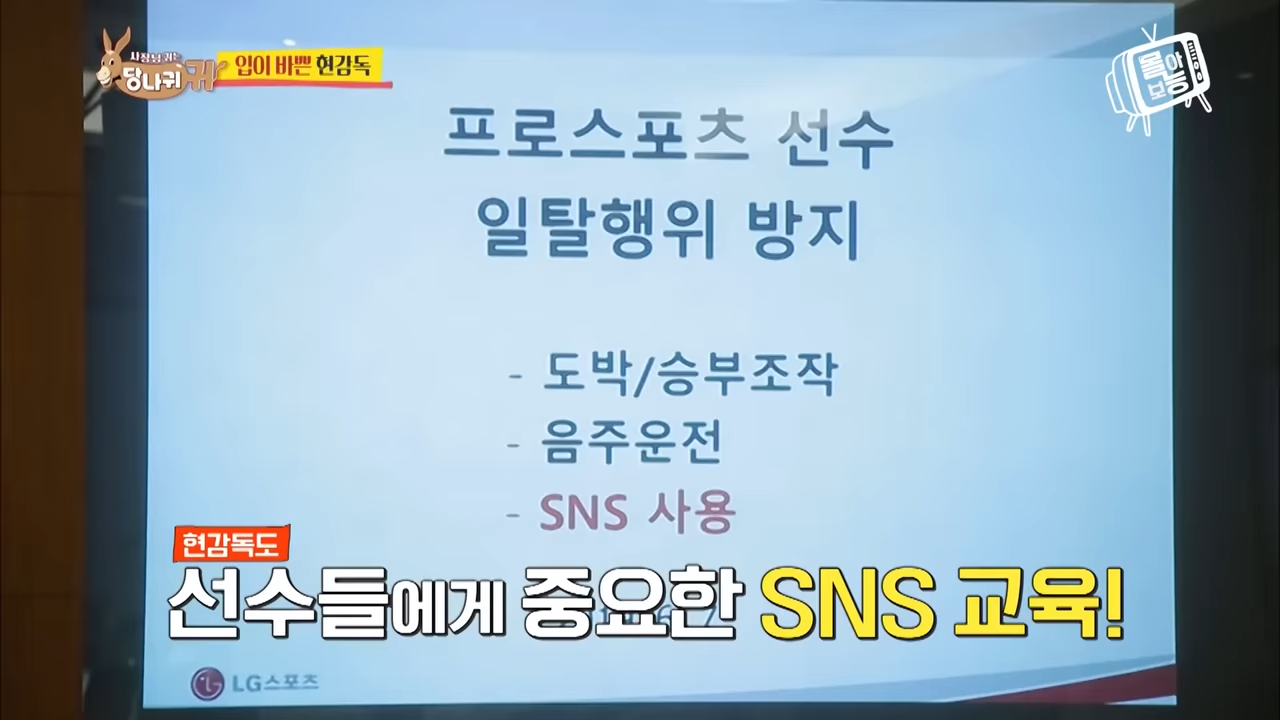 사장님 귀는
당나귀 귀
입이 바쁜 현감독
몰아
보능
프로스포츠 선수
일탈행위 방지
- 도박/승부조작
- 음주운전
- SNS 사용
현감독도
선수들에게 중요한 SNS 교육!
LG스포츠